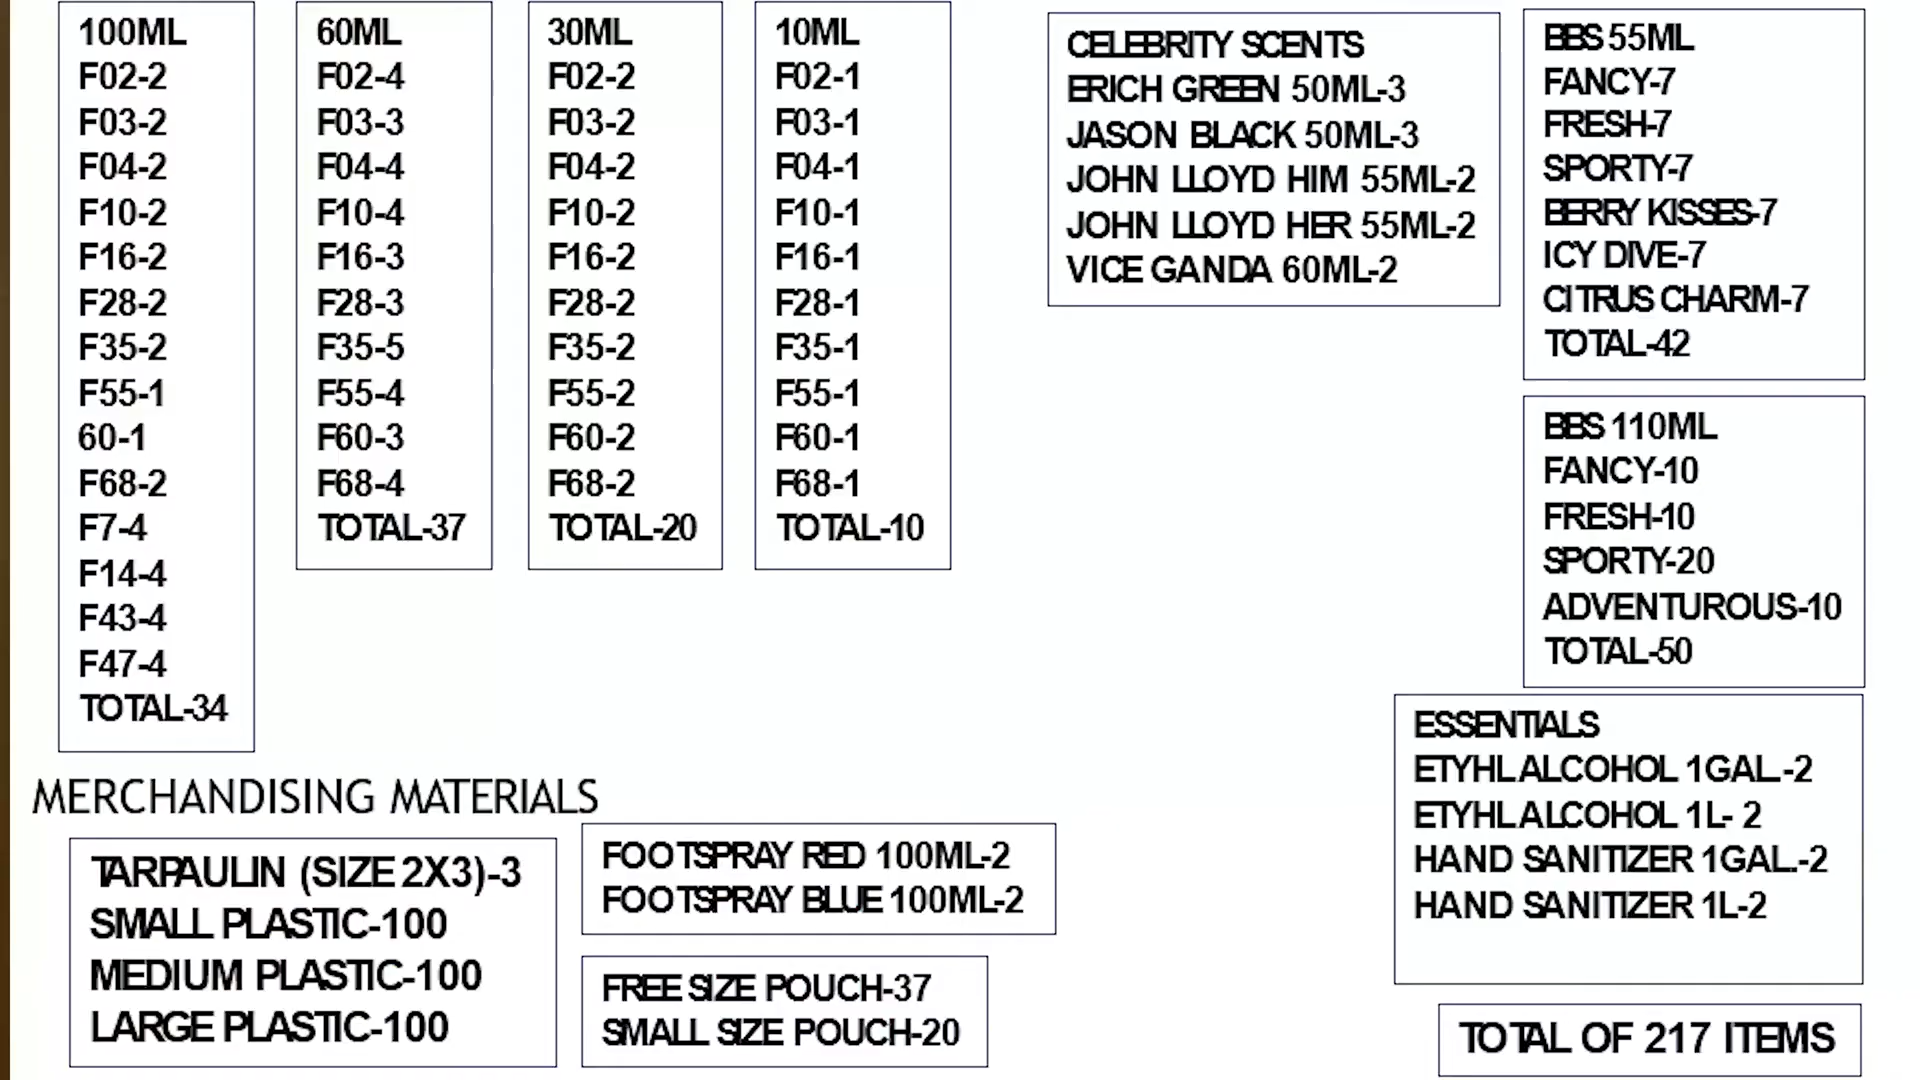 100ML
F02-2
F03-2
F04-2
F10-2
F16-2
F28-2
F35-2
F55-1
60-1
F68-2
F7-4
F14-4
F43-4
F47-4
TOTAL-34
60ML
F02-4
F03-3
F04-4
F10-4
F16-3
F28-3
F35-5
F55-4
F60-3
F68-4
TOTAL-37
30ML
F02-2
F03-2
F04-2
F10-2
F16-2
F28-2
F35-2
F55-2
F60-2
F68-2
TOTAL-20
10ML
F02-1
F03-1
F04-1
F10-1
F16-1
F28-1
F35-1
F55-1
F60-1
F68-1
TOTAL-10
CELEBRITY SCENTS
ERICH GREEN 50ML-3
JASON BLACK 50ML-3
JOHN LLOYD HIM 55ML-2
JOHN LLOYD HER 55ML-2
VICE GANDA 60ML-2
BBS 55ML
FANCY-7
FRESH-7
SPORTY-7
BERRY KISSES-7
ICY DIVE-7
CITRUS CHARM-7
TOTAL-42
BBS 110ML
FANCY-10
FRESH-10
SPORTY-20
ADVENTUROUS-10
TOTAL-50
ESSENTIALS
ETYHL ALCOHOL 1GAL.-2
ETYHL ALCOHOL 1L- 2
HAND SANITIZER 1GAL.-2
HAND SANITIZER 1L-2
MERCHANDISING MATERIALS
TARPAULIN (SIZE 2X3)-3
SMALL PLASTIC-100
MEDIUM PLASTIC-100
LARGE PLASTIC-100
FOOTSPRAY RED 100ML-2
FOOTSPRAY BLUE 100ML-2
FREE SIZE POUCH-37
SMALL SIZE POUCH-20
TOTAL OF 217 ITEMS